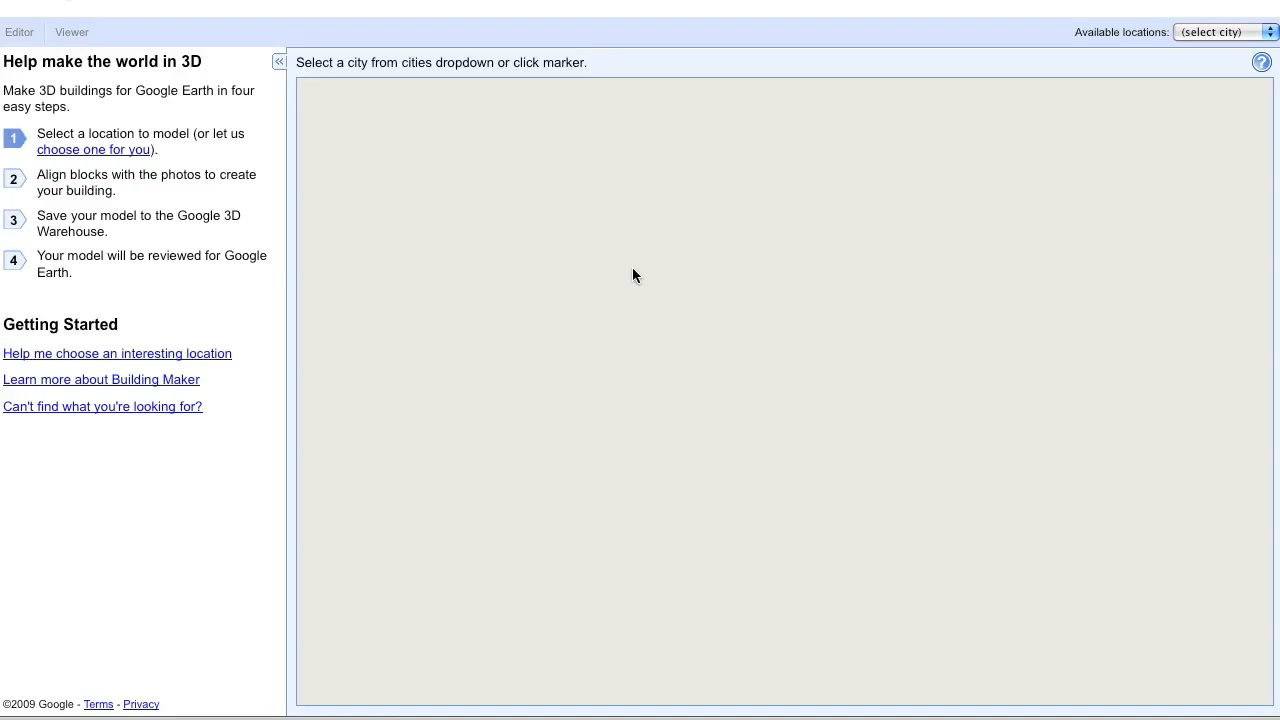 Editor Viewer Available locations: (select city)
Help make the world in 3D
Make 3D buildings for Google Earth in four
easy steps.
1 Select a location to model (or let us
choose one for you).
2 Align blocks with the photos to create
your building.
3 Save your model to the Google 3D
Warehouse.
4 Your model will be reviewed for Google
Earth.
Getting Started
Help me choose an interesting location
Learn more about Building Maker
Can't find what you're looking for?
©2009 Google - Terms - Privacy
«
Select a city from cities dropdown or click marker.
?